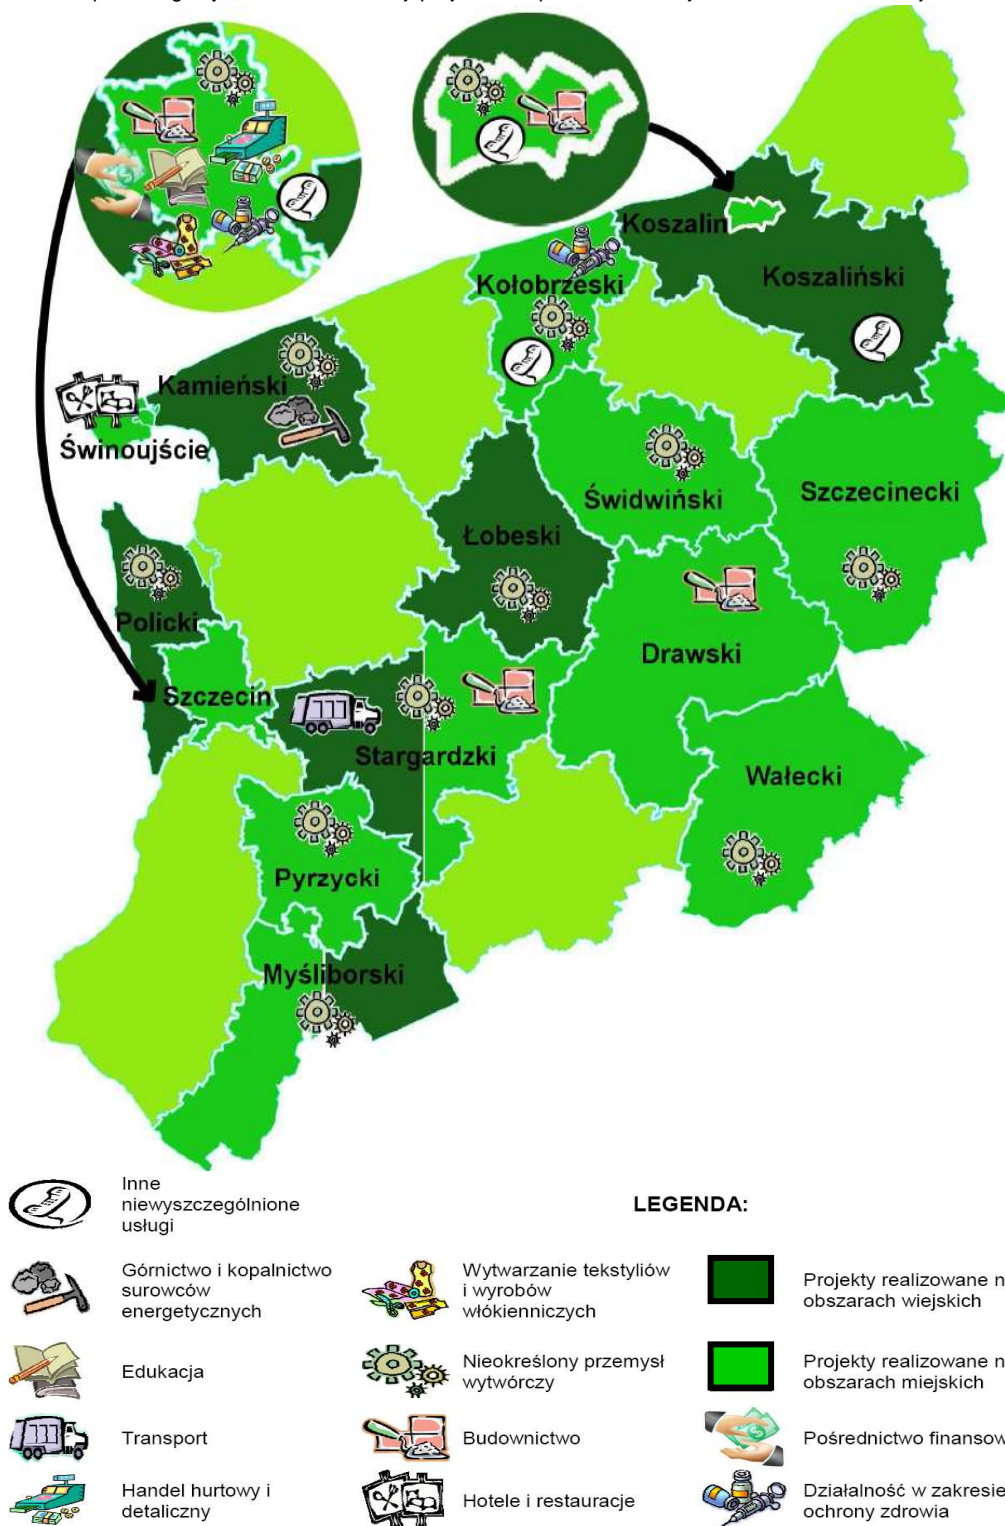 Koszalin
Koszaliński
Kołobrzeski
Kamieński
Świnoujście
Świdwiński
Szczecinecki
Łobeski
Policki
Drawski
Szczecin
Stargardzki
Wałecki
Pyrzycki
Myśliborski
Inne
niewyszczególnione
usługi
LEGENDA:
Górnictwo i kopalnictwo
surowców
energetycznych
Wytwarzanie tekstyliów
i wyrobów
włókienniczych
Projekty realizowane n
obszarach wiejskich
Edukacja
Nieokreślony przemysł
wytwórczy
Projekty realizowane n
obszarach miejskich
Transport
Budownictwo
Pośrednictwo finansow
Handel hurtowy i
detaliczny
Hotele i restauracje
Działalność w zakresie
ochrony zdrowia